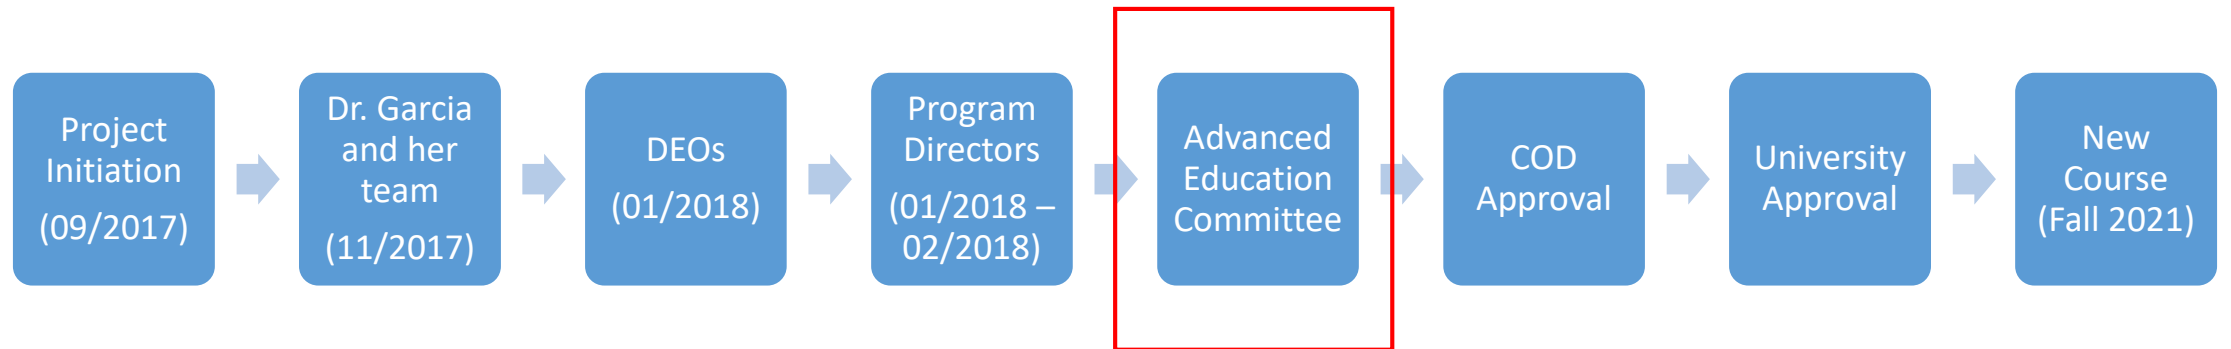 Project
Initiation
(09/2017)
Dr. Garcia
and her
team
(11/2017)
DEOs
(01/2018)
Program
Directors
(01/2018 –
02/2018)
Advanced
Education
Committee
COD
Approval
University
Approval
New
Course
(Fall 2021)